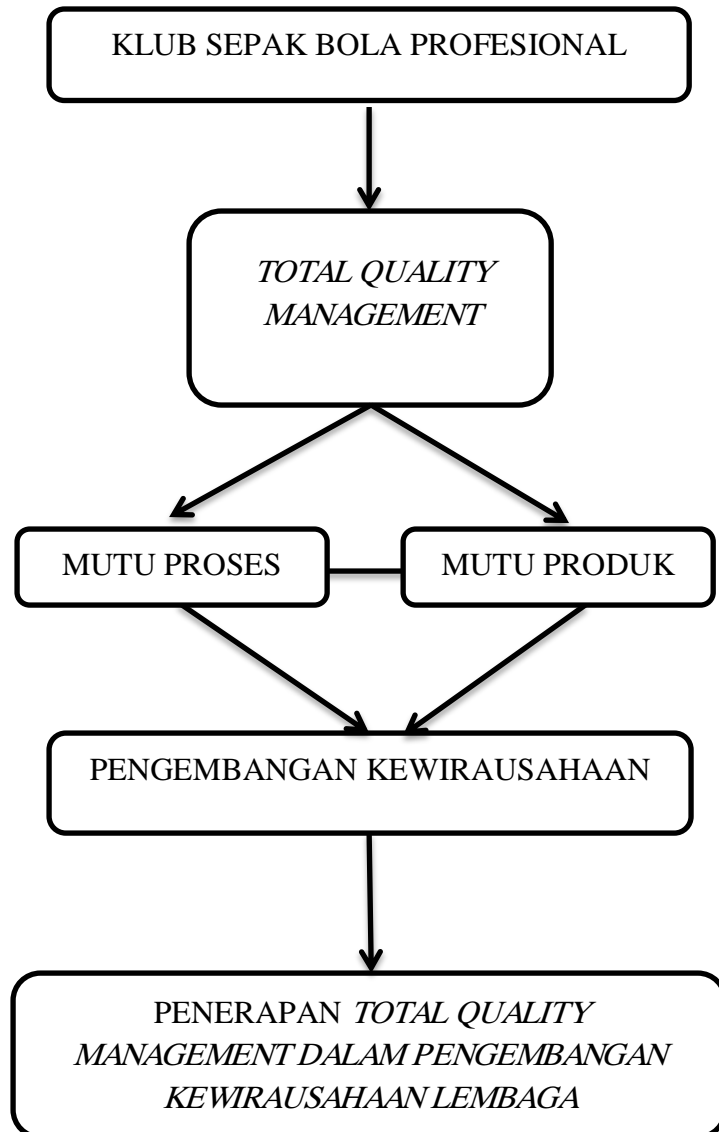 KLUB SEPAK BOLA PROFESIONAL
TOTAL QUALITY
MANAGEMENT
MUTU PROSES
MUTU PRODUK
PENGEMBANGAN KEWIRAUSAHAAN
PENERAPAN TOTAL QUALITY
MANAGEMENT DALAM PENGEMBANGAN
KEWIRAUSAHAAN LEMBAGA